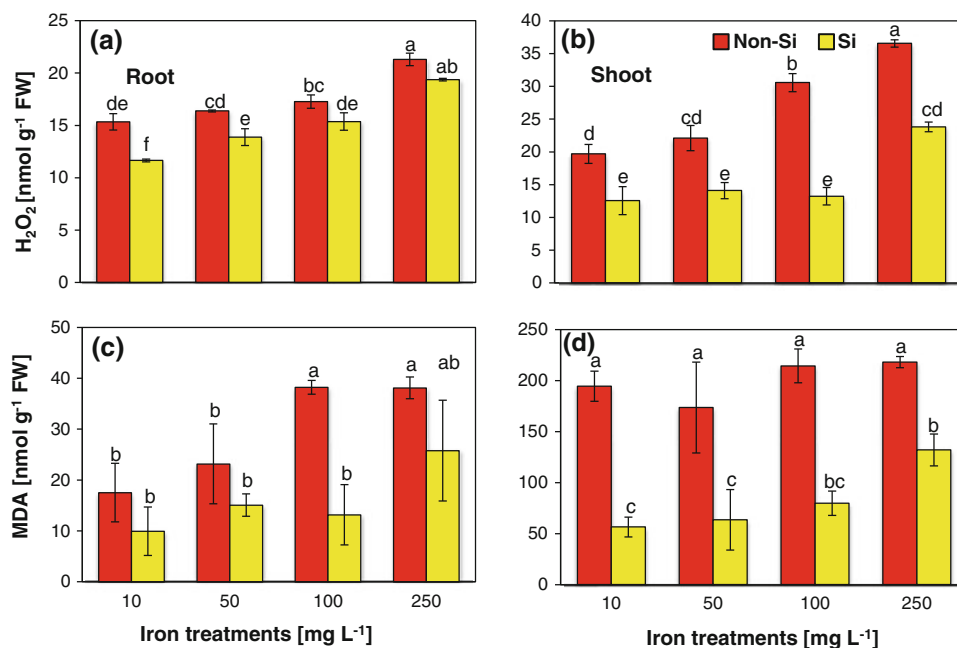 (a)
Root
H₂O₂ [nmol g⁻¹ FW]
25
20
15
10
5
0
de
f
cd
e
bc
de
a
ab
(b)
Shoot
Non-Si
Si
40
35
30
25
20
15
10
5
0
d
e
cd
e
b
e
a
cd
(c)
MDA [nmol g⁻¹ FW]
50
40
30
20
10
0
b
b
b
b
a
b
a
ab
10
50
100
250
Iron treatments [mg L⁻¹]
(d)
250
200
150
100
50
0
a
c
a
c
a
bc
a
b
10
50
100
250
Iron treatments [mg L⁻¹]